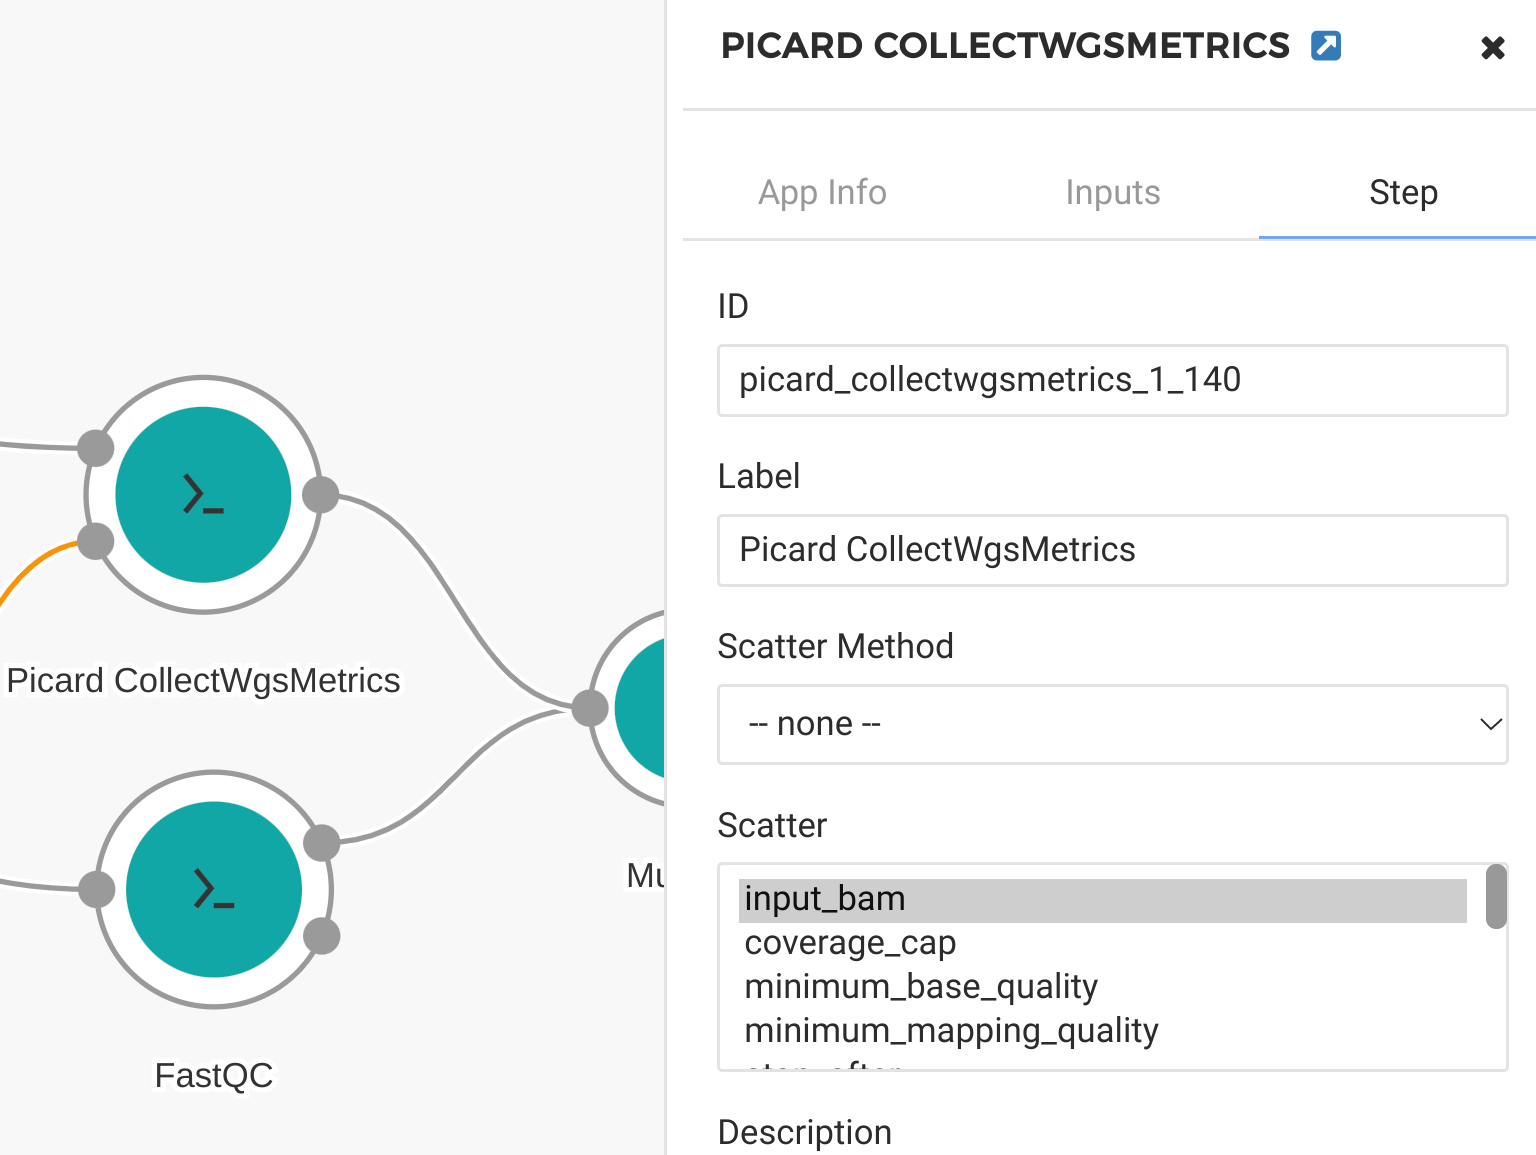 PICARD COLLECTWGSMETRICS
App Info Inputs Step
ID
picard_collectwgsmetrics_1_140
Label
Picard CollectWgsMetrics
Scatter Method
-- none --
Scatter
input_bam
coverage_cap
minimum_base_quality
minimum_mapping_quality
Description
Picard CollectWgsMetrics
Mu
FastQC